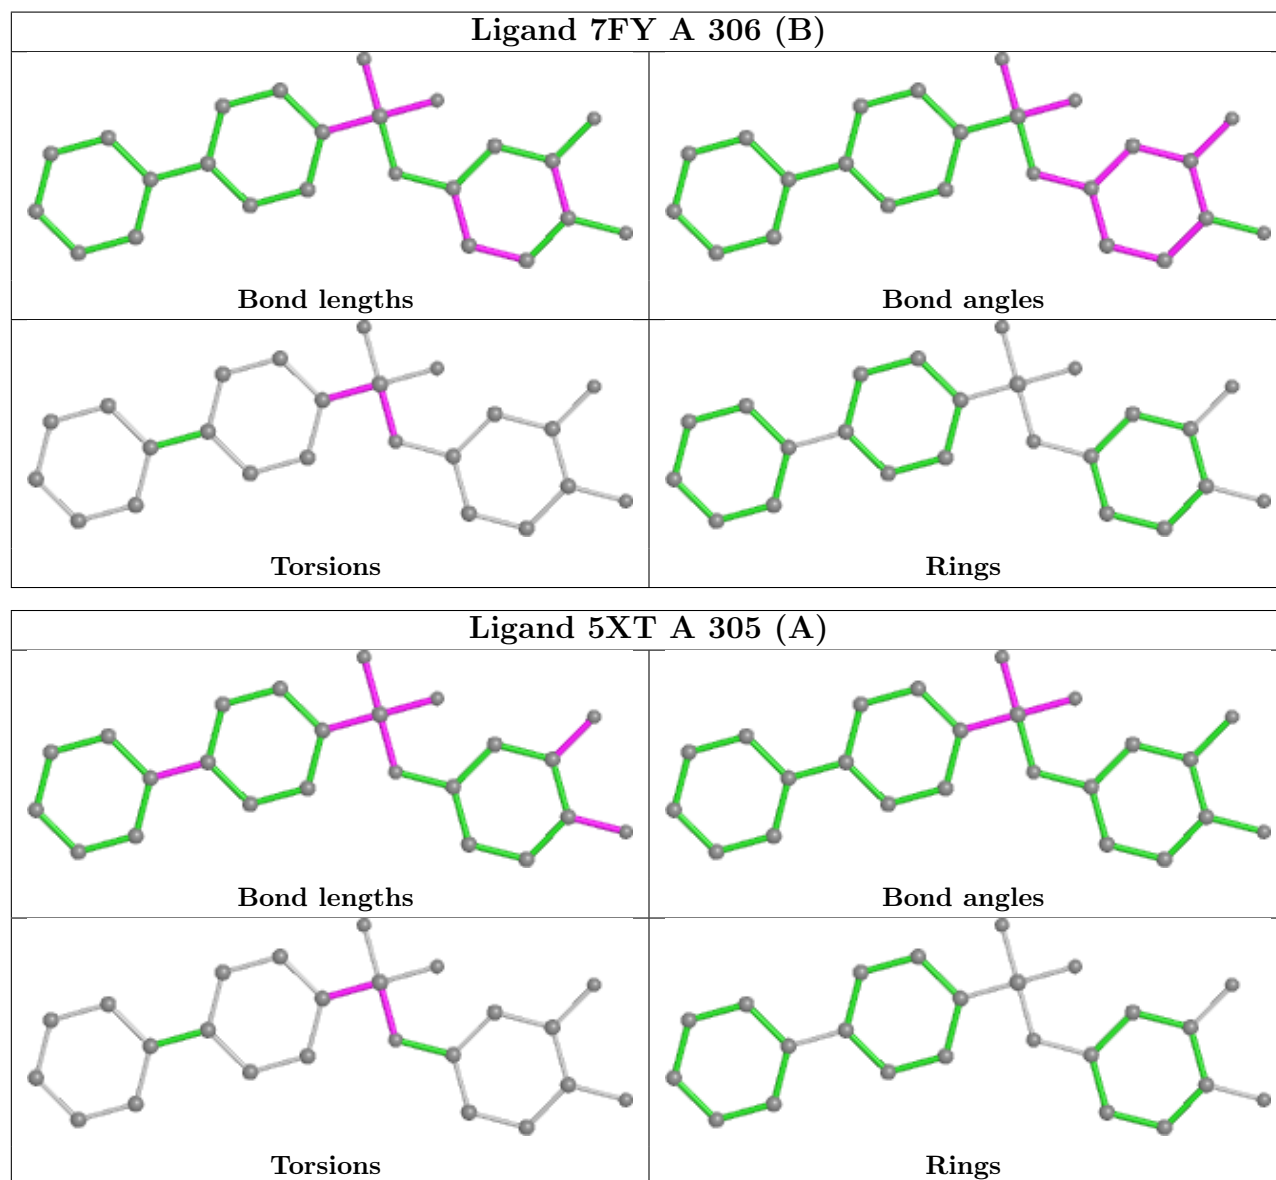 Ligand 7FY A 306 (B)
Bond lengths
Bond angles
Torsions
Rings
Ligand 5XT A 305 (A)
Bond lengths
Bond angles
Torsions
Rings